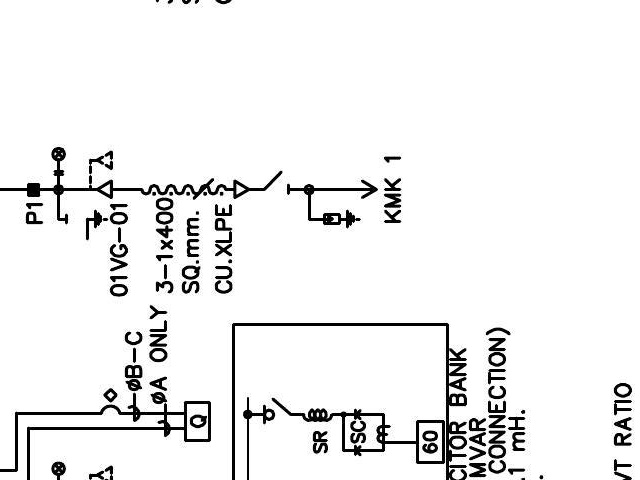 KMK 1
P1
01VG-01
3-1x400
SQ.mm.
CU.XLPE
øB-C
øA ONLY
Q
SR
*SC*
60
CITOR BANK
MVAR
CONNECTION)
.1 mH.
VT RATIO